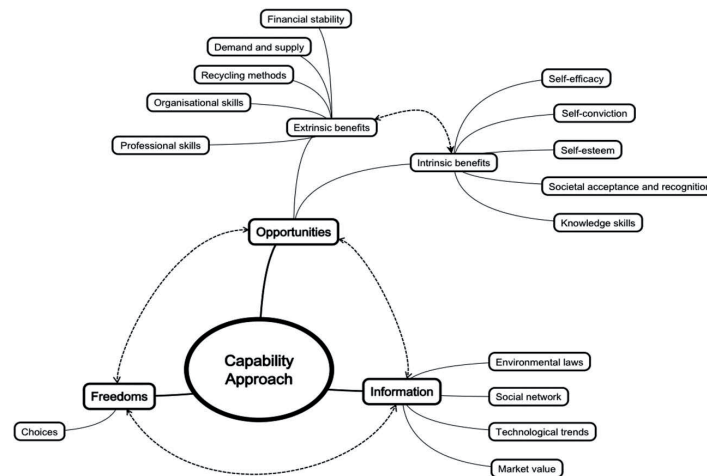 Financial stability
Demand and supply
Recycling methods
Organisational skills
Professional skills
Extrinsic benefits
Self-efficacy
Self-conviction
Self-esteem
Intrinsic benefits
Societal acceptance and recognition
Knowledge skills
Opportunities
Capability
Approach
Freedoms
Choices
Information
Environmental laws
Social network
Technological trends
Market value